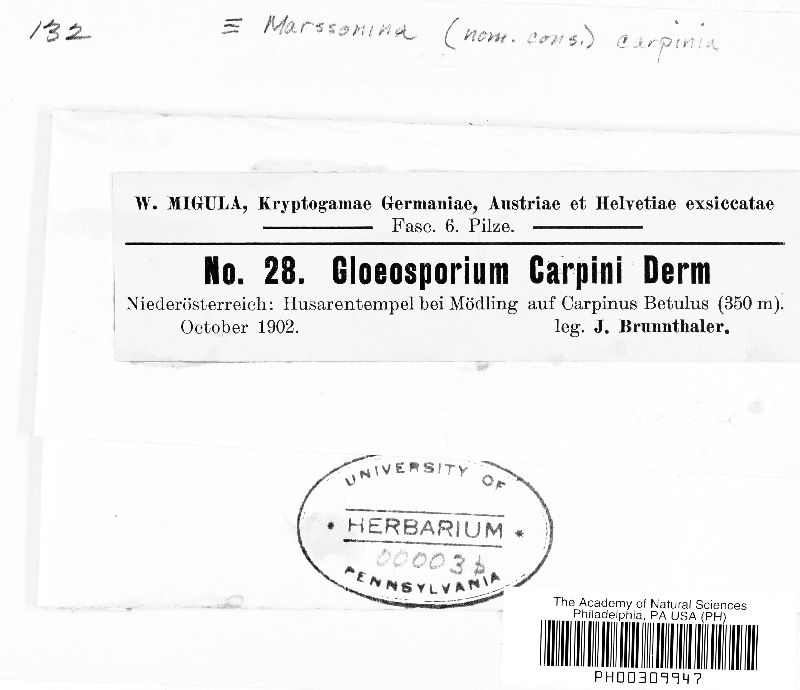 132
≡ Marssonina (nom. cons.) carpinia
W. MIGULA, Kryptogamae Germaniae, Austriae et Helvetiae exsiccatae
Fasc. 6. Pilze.
No. 28. Gloeosporium Carpini Derm
Niederösterreich: Husarentempel bei Mödling auf Carpinus Betulus (350 m).
October 1902. leg. J. Brunnthaler.
UNIVERSITY OF
* HERBARIUM *
PENNSYLVANIA
The Academy of Natural Sciences
Philadelphia, PA USA (PH)
PH00309947